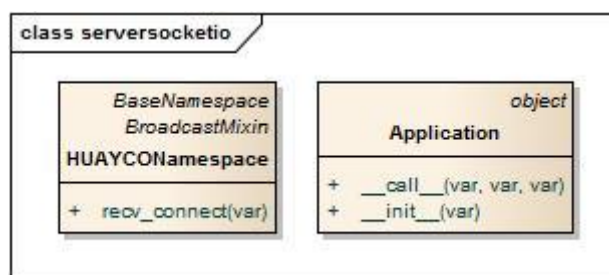 class serversocketio
BaseNamespace
BroadcastMixin
HUAYCONamespace
+ recv_connect(var)
object
Application
+ __call__(var, var, var)
+ __init__(var)